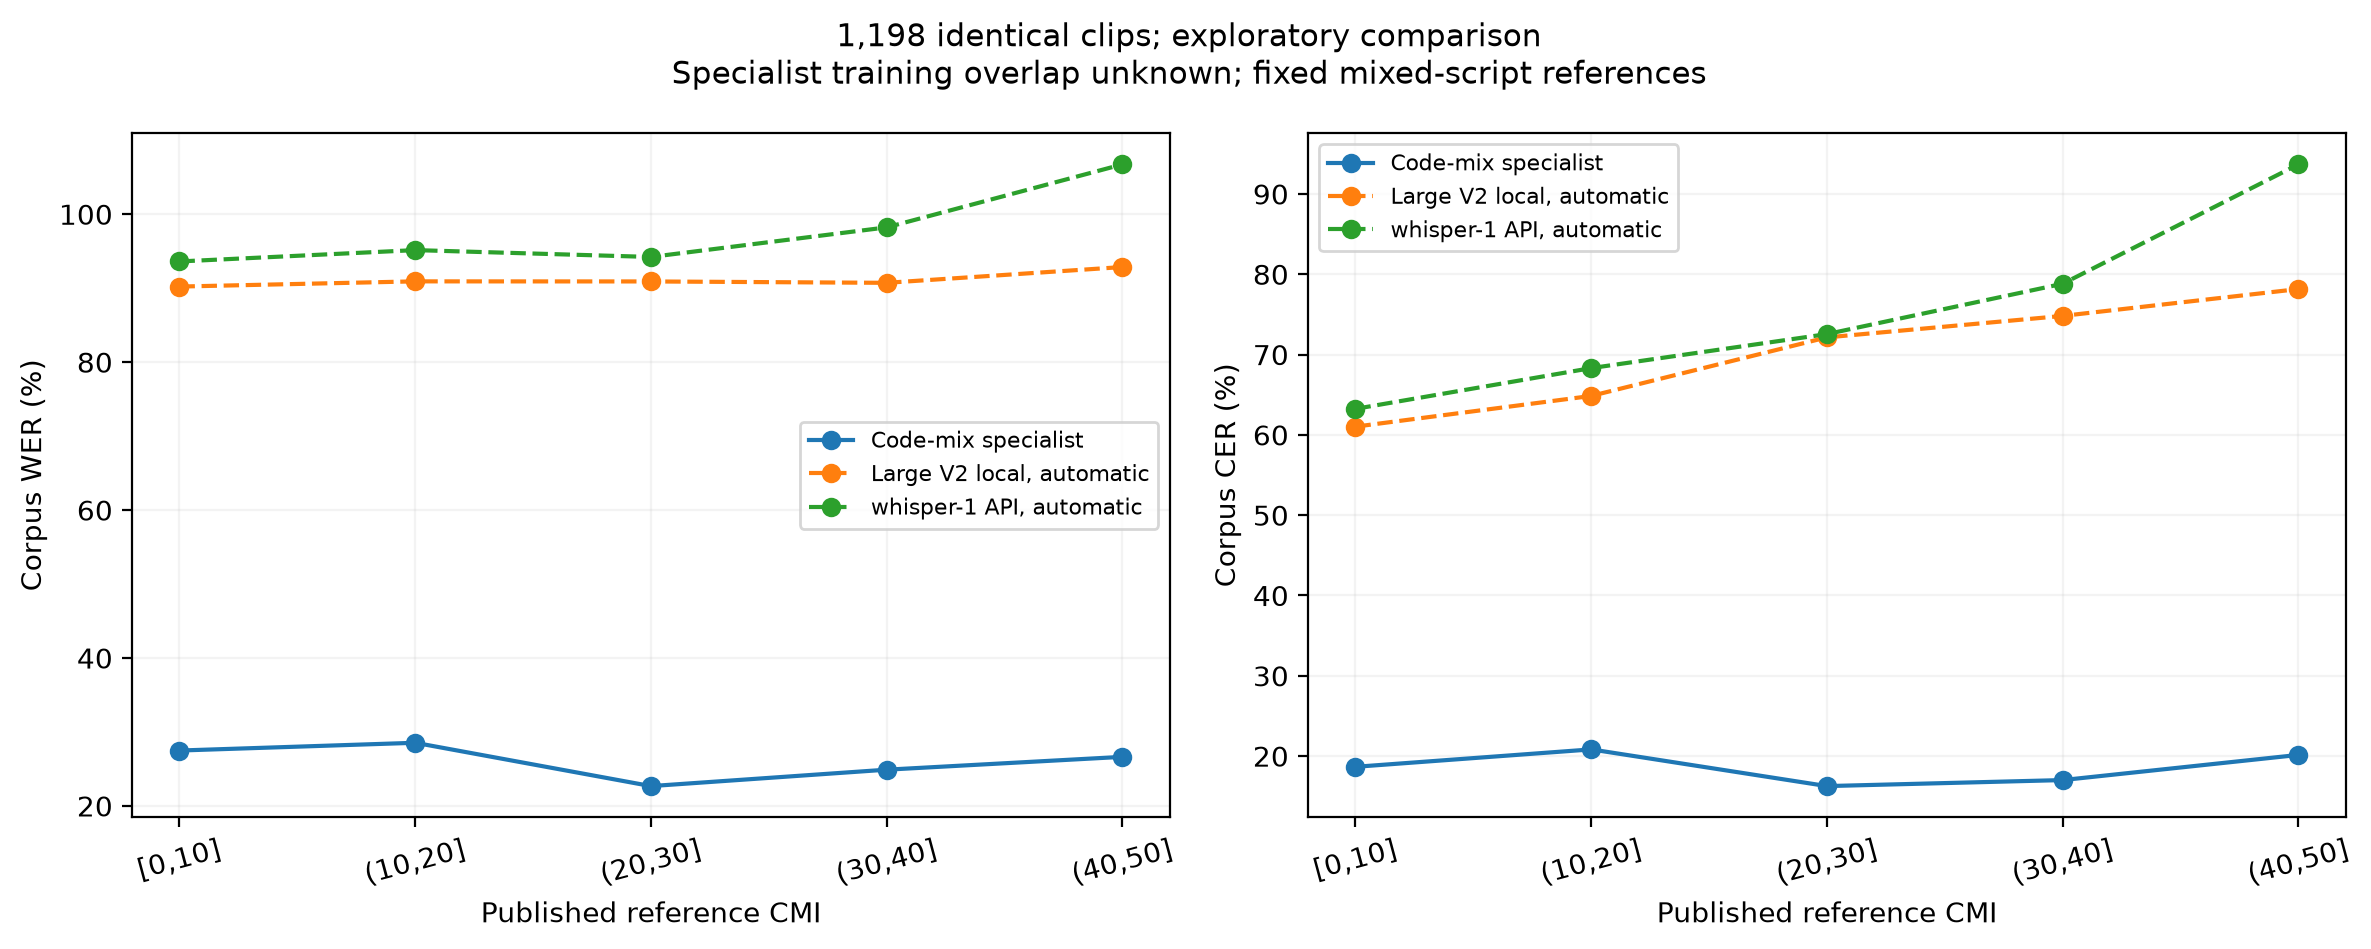 1,198 identical clips; exploratory comparison
Specialist training overlap unknown; fixed mixed-script references
Corpus WER (%)
100
80
60
40
20
Code-mix specialist
Large V2 local, automatic
whisper-1 API, automatic
[0,10]
(10,20]
(20,30]
(30,40]
(40,50]
Published reference CMI
Corpus CER (%)
90
80
70
60
50
40
30
20
Code-mix specialist
Large V2 local, automatic
whisper-1 API, automatic
[0,10]
(10,20]
(20,30]
(30,40]
(40,50]
Published reference CMI